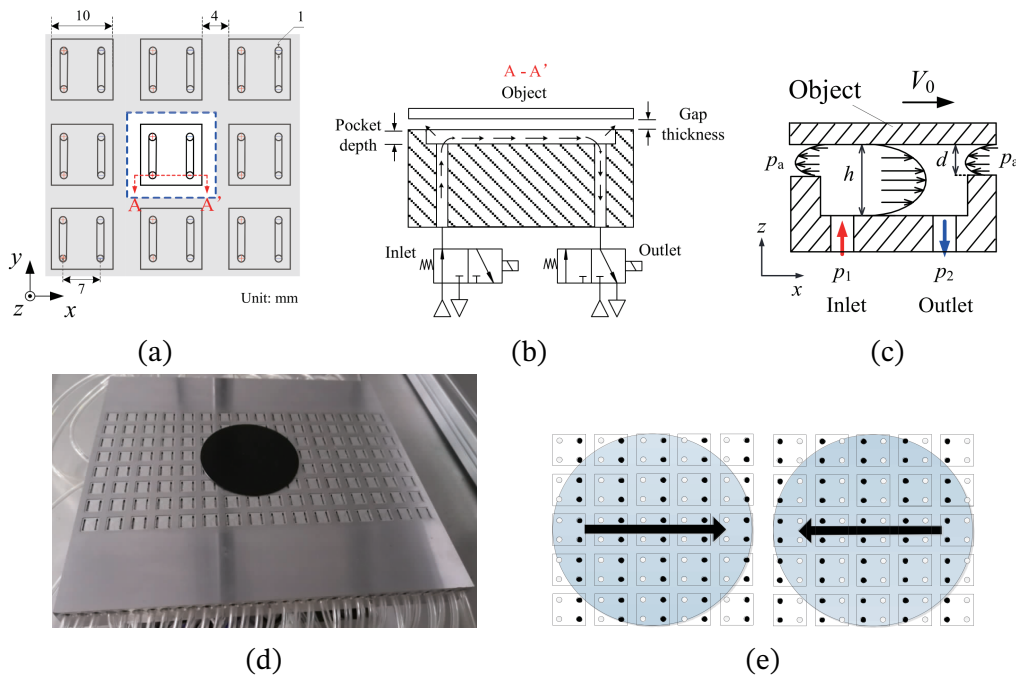 10
4
1
A
A'
y
z
x
7
Unit: mm
(a)
A - A'
Object
Pocket
depth
Gap
thickness
Inlet
Outlet
(b)
V0
Object
pa
h
d
pa
z
x
p1
p2
Inlet
Outlet
(c)
(d)
(e)